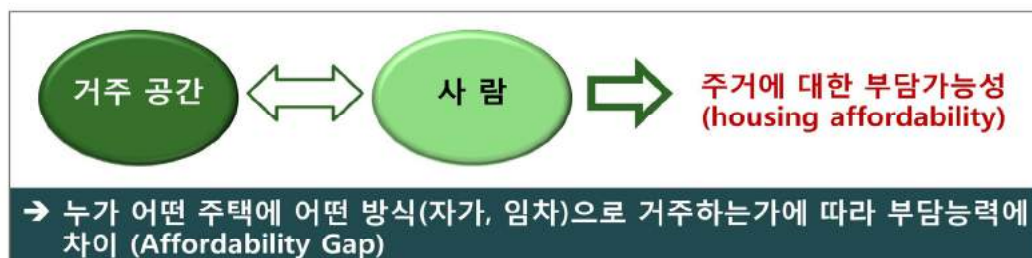 거주 공간
사 람
주거에 대한 부담가능성
(housing affordability)
➔ 누가 어떤 주택에 어떤 방식(자가, 임차)으로 거주하는가에 따라 부담능력에
차이 (Affordability Gap)